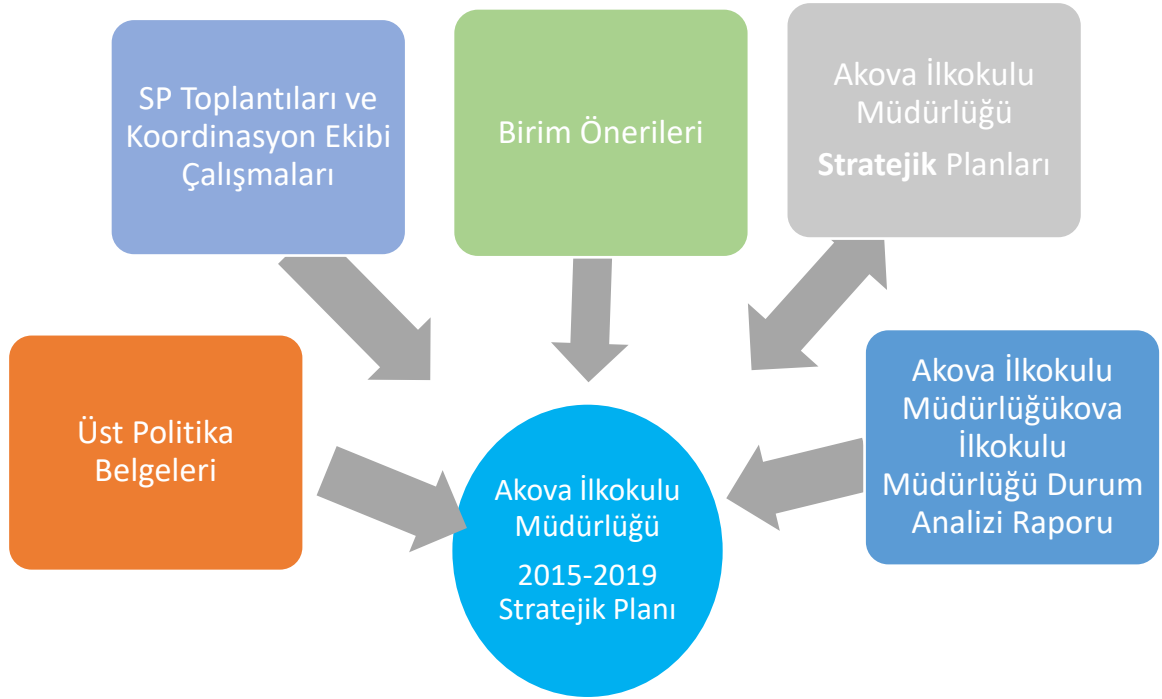 SP Toplantıları ve
Koordinasyon Ekibi
Çalışmaları
Birim Önerileri
Akova İlkokulu
Müdürlüğü
Stratejik Planları
Üst Politika
Belgeleri
Akova İlkokulu
Müdürlüğü
2015-2019
Stratejik Planı
Akova İlkokulu
Müdürlüğükova
İlkokulu
Müdürlüğü Durum
Analizi Raporu